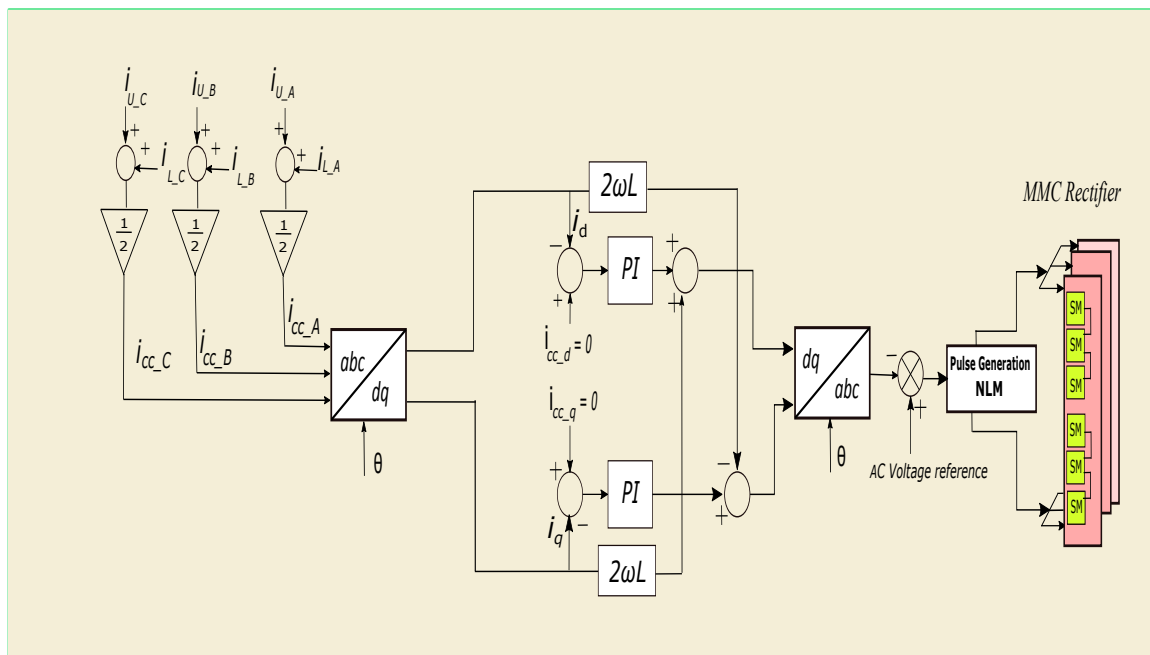 i_U_C
i_U_B
i_U_A
+
+
+
+
+
+
i_L_C
i_L_B
i_L_A
1/2
1/2
1/2
i_cc_C
i_cc_B
i_cc_A
abc
dq
θ
2ωL
i_d
−
+
PI
+
+
i_cc_d = 0
i_cc_q = 0
+
−
i_q
PI
−
+
2ωL
dq
abc
θ
−
+
AC Voltage reference
Pulse Generation
NLM
MMC Rectifier
SM
SM
SM
SM
SM
SM